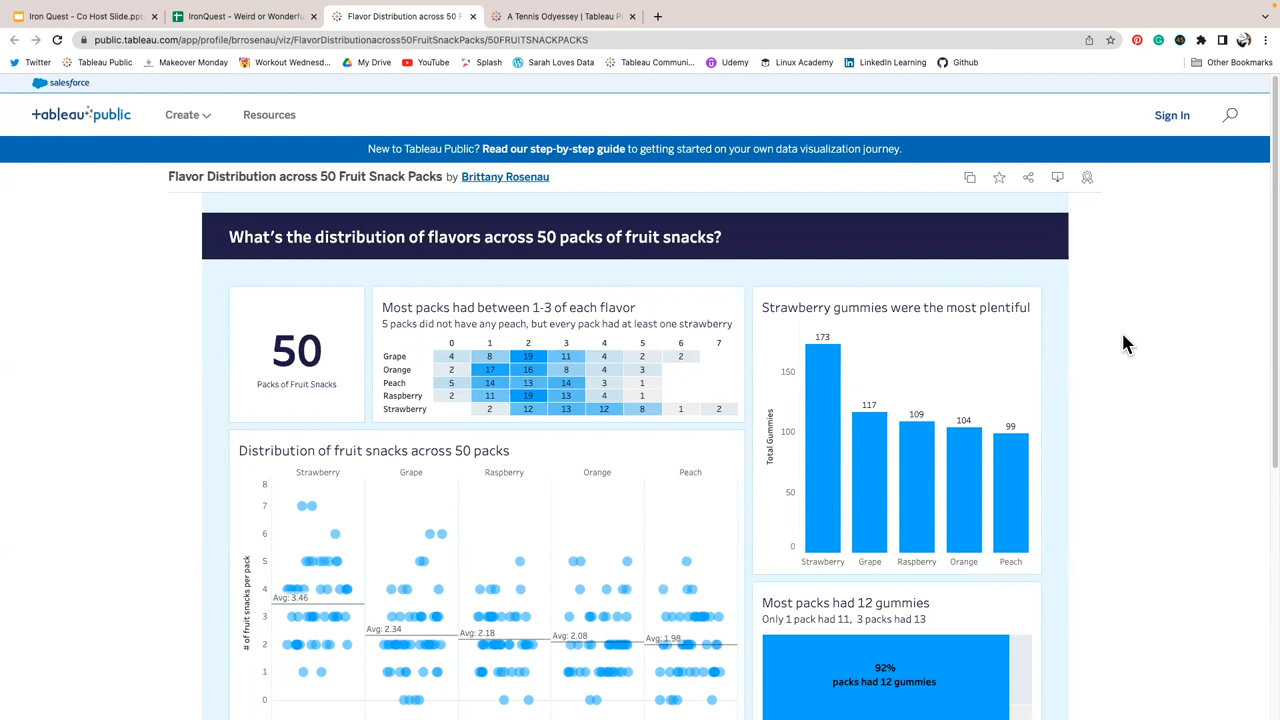 Iron Quest - Co Host Slide.ppt
IronQuest - Weird or Wonderfu
Flavor Distribution across 50 F
A Tennis Odyssey | Tableau P
public.tableau.com/app/profile/brrosenau/viz/FlavorDistributionacross50FruitSnackPacks/50FRUITSNACKPACKS
Twitter
Tableau Public
Makeover Monday
Workout Wednesd...
My Drive
YouTube
Splash
Sarah Loves Data
Tableau Communi...
Udemy
Linux Academy
LinkedIn Learning
Github
Other Bookmarks
salesforce
+ableau public
Create
Resources
Sign In
New to Tableau Public? Read our step-by-step guide to getting started on your own data visualization journey.
Flavor Distribution across 50 Fruit Snack Packs by Brittany Rosenau
What's the distribution of flavors across 50 packs of fruit snacks?
50
Packs of Fruit Snacks
Most packs had between 1-3 of each flavor
5 packs did not have any peach, but every pack had at least one strawberry
0 1 2 3 4 5 6 7
Grape 4 8 19 11 4 2 2
Orange 2 17 16 8 4 3
Peach 5 14 13 14 3 1
Raspberry 2 11 19 13 4 1
Strawberry 2 12 13 12 8 1 2
Distribution of fruit snacks across 50 packs
Strawberry Grape Raspberry Orange Peach
# of fruit snacks per pack
8
7
6
5
4
3
2
1
0
Avg: 3.46
Avg: 2.34
Avg: 2.18
Avg: 2.08
Avg: 1.98
Strawberry gummies were the most plentiful
Total Gummies
150
100
50
0
173
117
109
104
99
Strawberry Grape Raspberry Orange Peach
Most packs had 12 gummies
Only 1 pack had 11, 3 packs had 13
92%
packs had 12 gummies